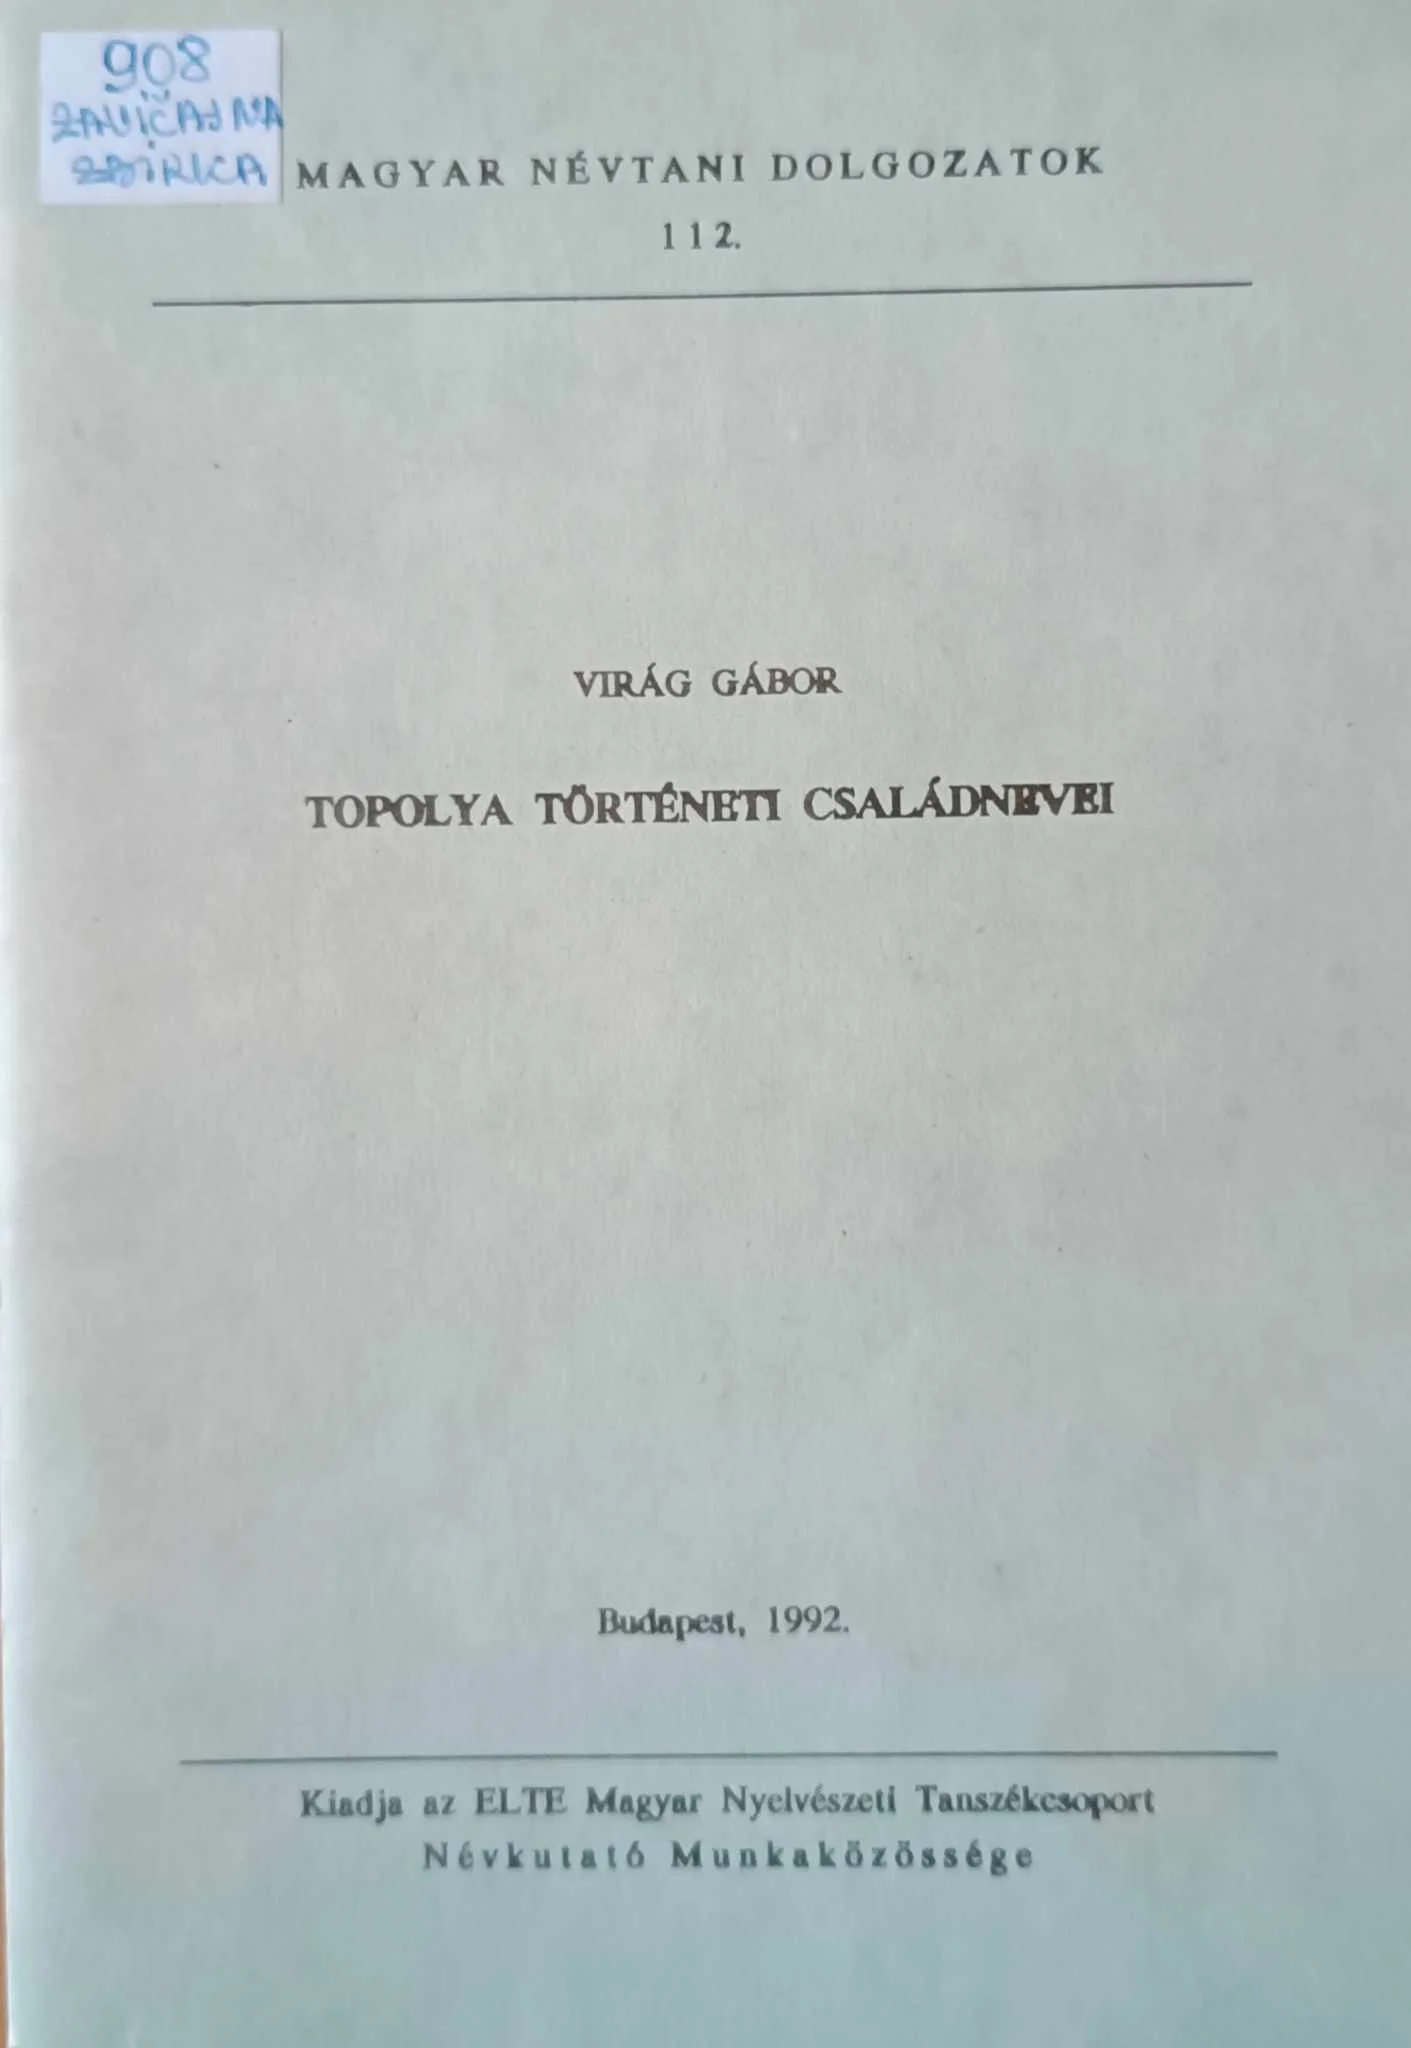 908
ZAVIČAJNA
ZBIRKA
MAGYAR NÉVTANI DOLGOZATOK
112.
VIRÁG GÁBOR
TOPOLYA TÖRTÉNETI CSALÁDNEVEI
Budapest, 1992.
Kiadja az ELTE Magyar Nyelvészeti Tanszékcsoport
Névkutató Munkaközössége